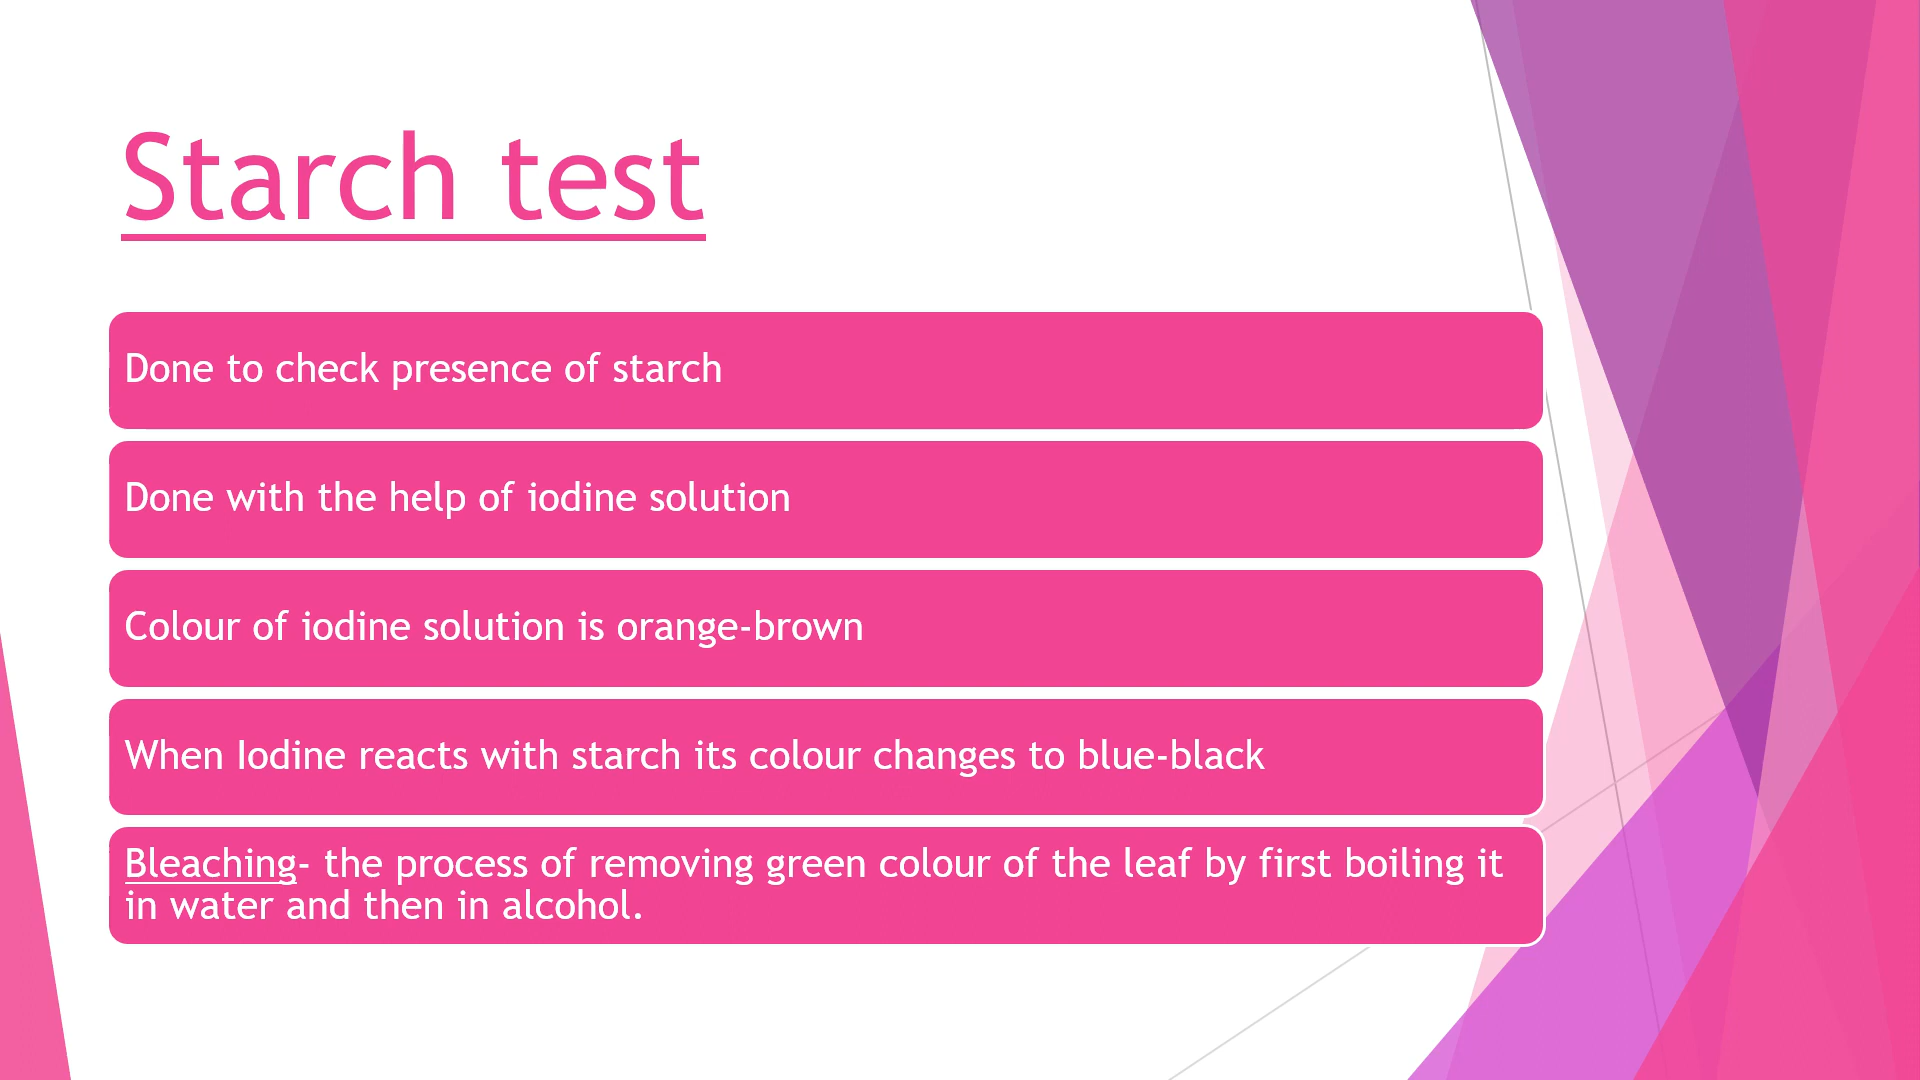 Starch test
Done to check presence of starch
Done with the help of iodine solution
Colour of iodine solution is orange-brown
When Iodine reacts with starch its colour changes to blue-black
Bleaching- the process of removing green colour of the leaf by first boiling it
in water and then in alcohol.